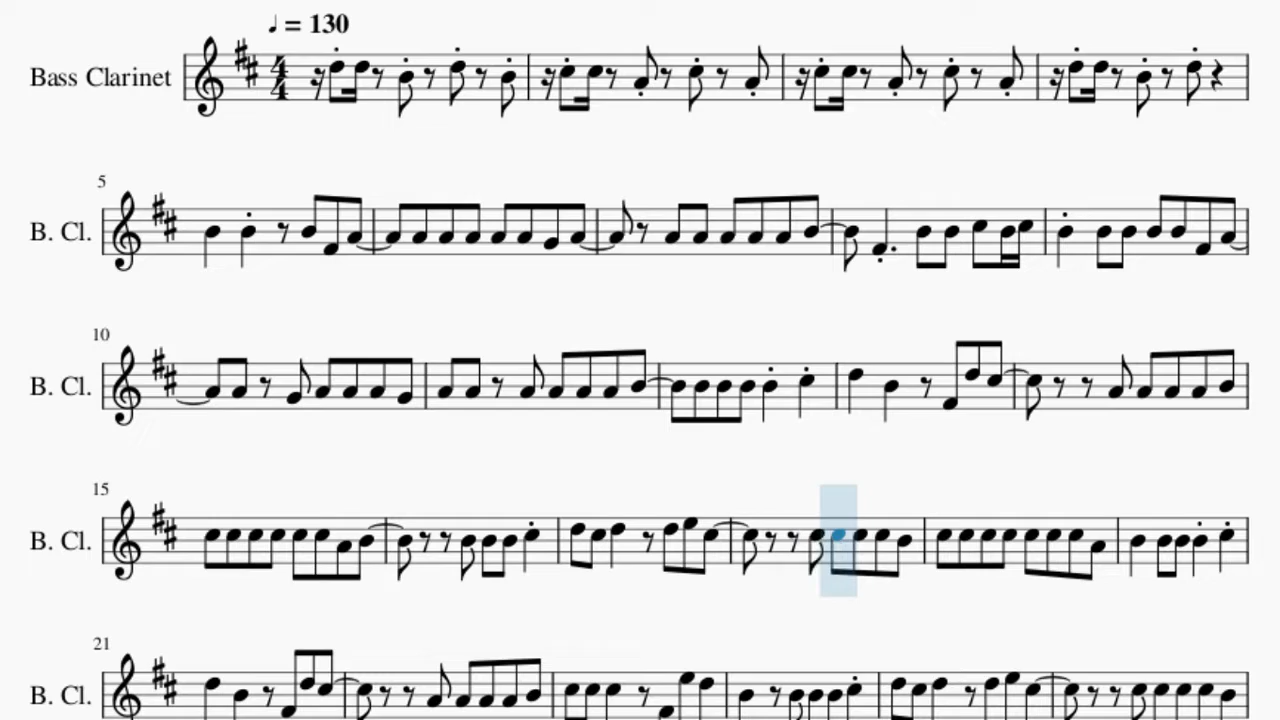 ♩ = 130
Bass Clarinet
4
4
5
B. Cl.
10
B. Cl.
15
B. Cl.
21
B. Cl.